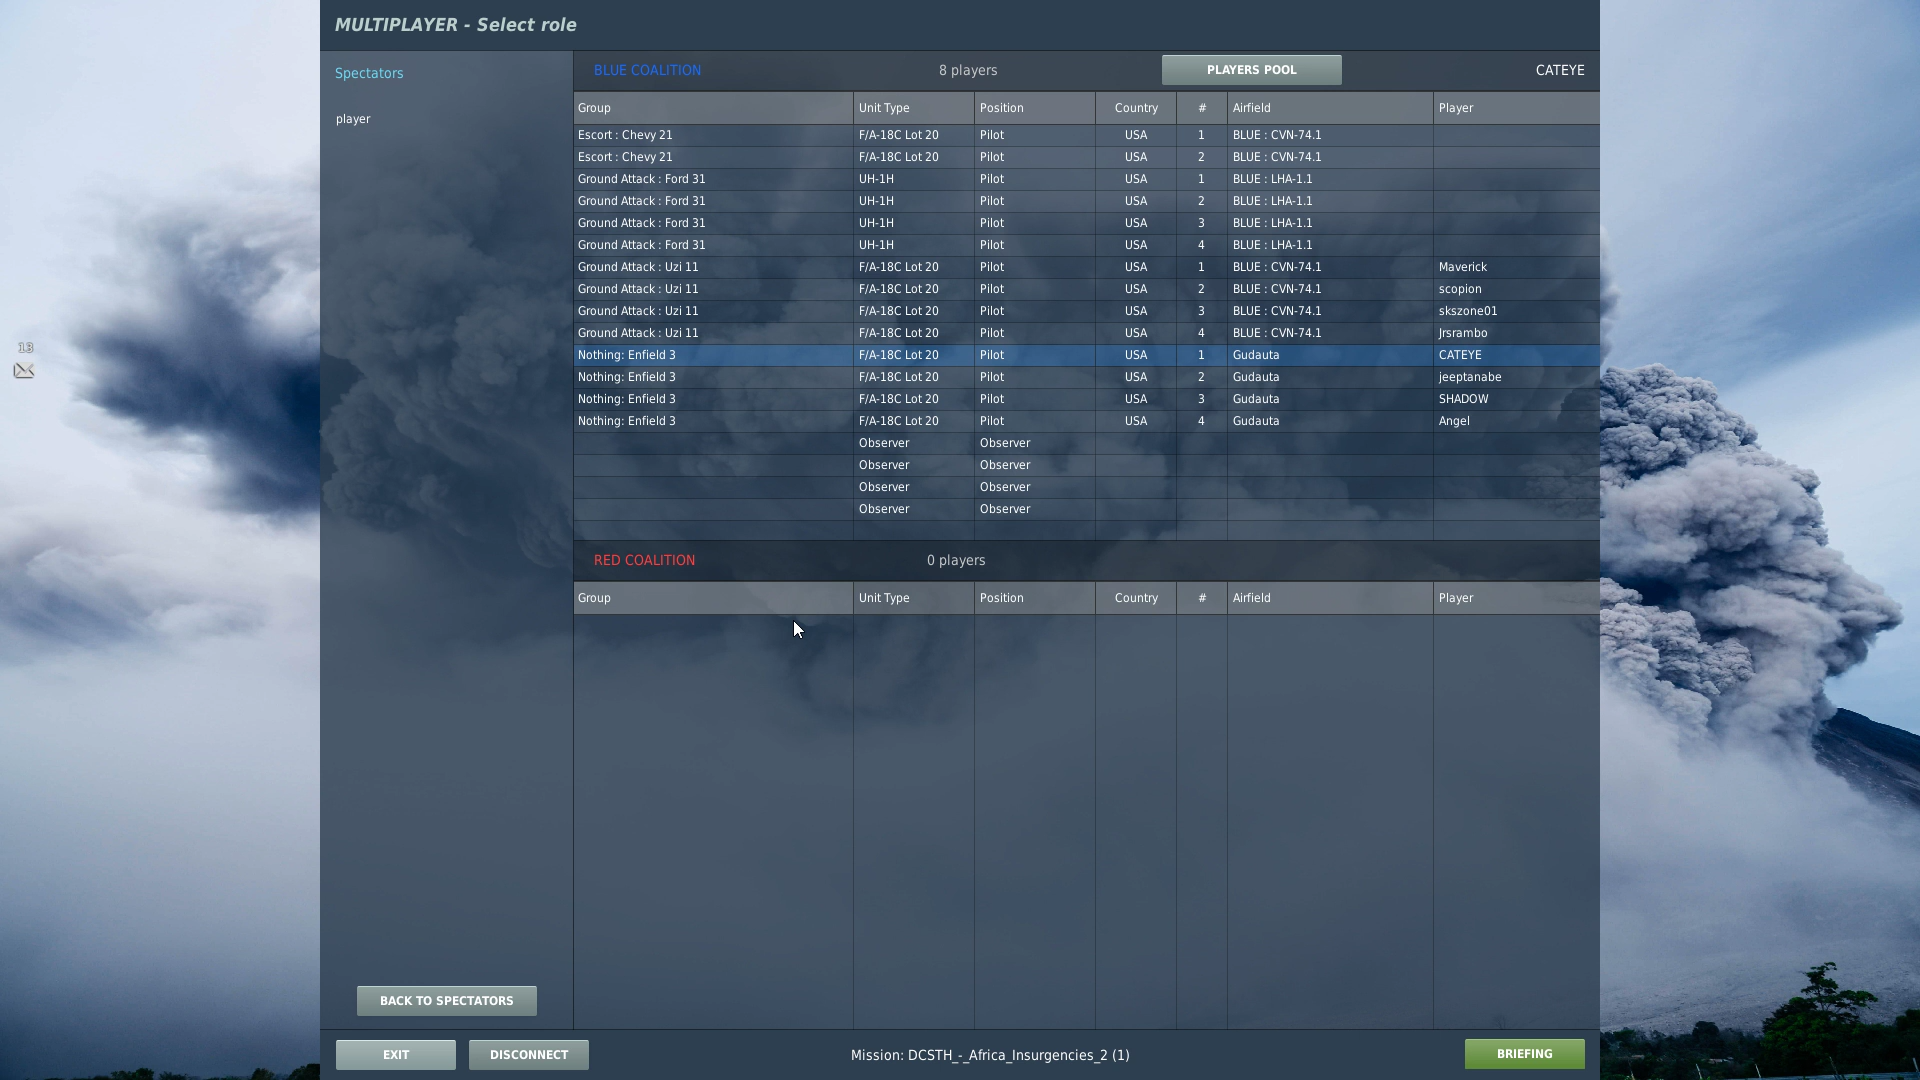 MULTIPLAYER - Select role
Spectators
player
BLUE COALITION 8 players PLAYERS POOL CATEYE
Group Unit Type Position Country # Airfield Player
Escort : Chevy 21 F/A-18C Lot 20 Pilot USA 1 BLUE : CVN-74.1
Escort : Chevy 21 F/A-18C Lot 20 Pilot USA 2 BLUE : CVN-74.1
Ground Attack : Ford 31 UH-1H Pilot USA 1 BLUE : LHA-1.1
Ground Attack : Ford 31 UH-1H Pilot USA 2 BLUE : LHA-1.1
Ground Attack : Ford 31 UH-1H Pilot USA 3 BLUE : LHA-1.1
Ground Attack : Ford 31 UH-1H Pilot USA 4 BLUE : LHA-1.1
Ground Attack : Uzi 11 F/A-18C Lot 20 Pilot USA 1 BLUE : CVN-74.1 Maverick
Ground Attack : Uzi 11 F/A-18C Lot 20 Pilot USA 2 BLUE : CVN-74.1 scopion
Ground Attack : Uzi 11 F/A-18C Lot 20 Pilot USA 3 BLUE : CVN-74.1 skszone01
Ground Attack : Uzi 11 F/A-18C Lot 20 Pilot USA 4 BLUE : CVN-74.1 Jrsrambo
Nothing: Enfield 3 F/A-18C Lot 20 Pilot USA 1 Gudauta CATEYE
Nothing: Enfield 3 F/A-18C Lot 20 Pilot USA 2 Gudauta jeeptanabe
Nothing: Enfield 3 F/A-18C Lot 20 Pilot USA 3 Gudauta SHADOW
Nothing: Enfield 3 F/A-18C Lot 20 Pilot USA 4 Gudauta Angel
Observer Observer
Observer Observer
Observer Observer
Observer Observer
13
RED COALITION 0 players
Group Unit Type Position Country # Airfield Player
BACK TO SPECTATORS
EXIT DISCONNECT Mission: DCSTH_-_Africa_Insurgencies_2 (1) BRIEFING